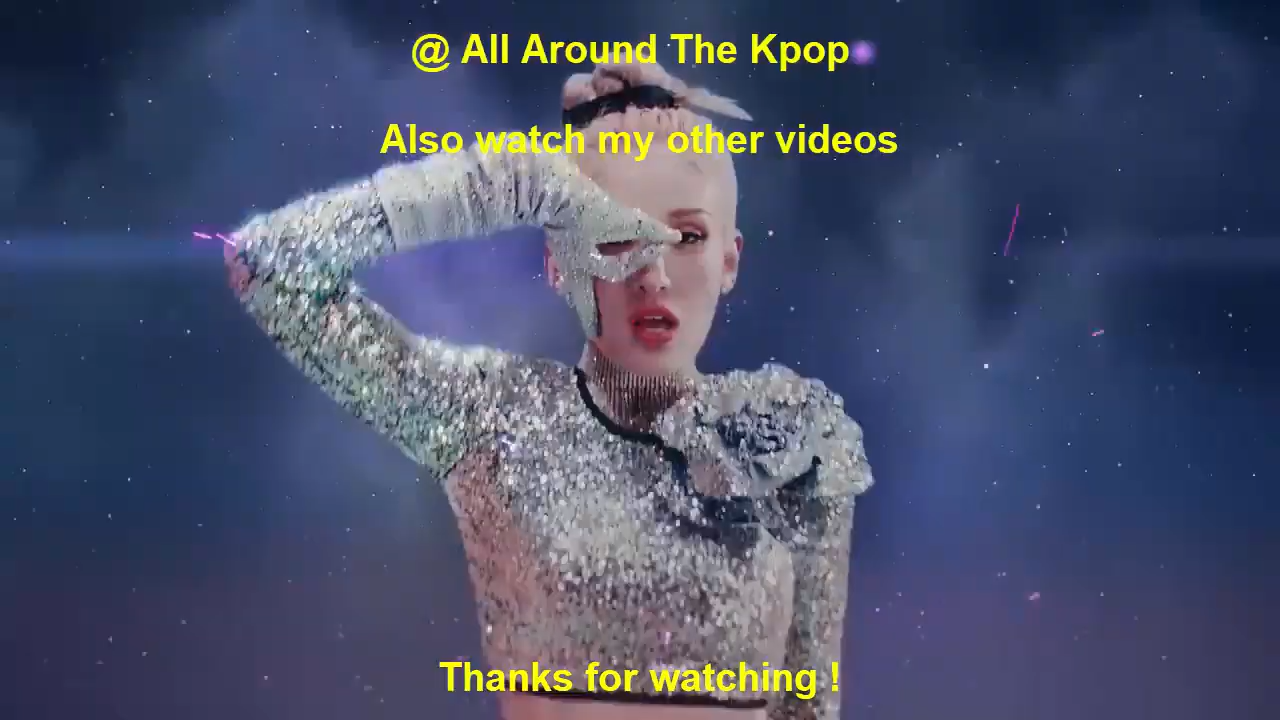 @ All Around The Kpop
Also watch my other videos
Thanks for watching !